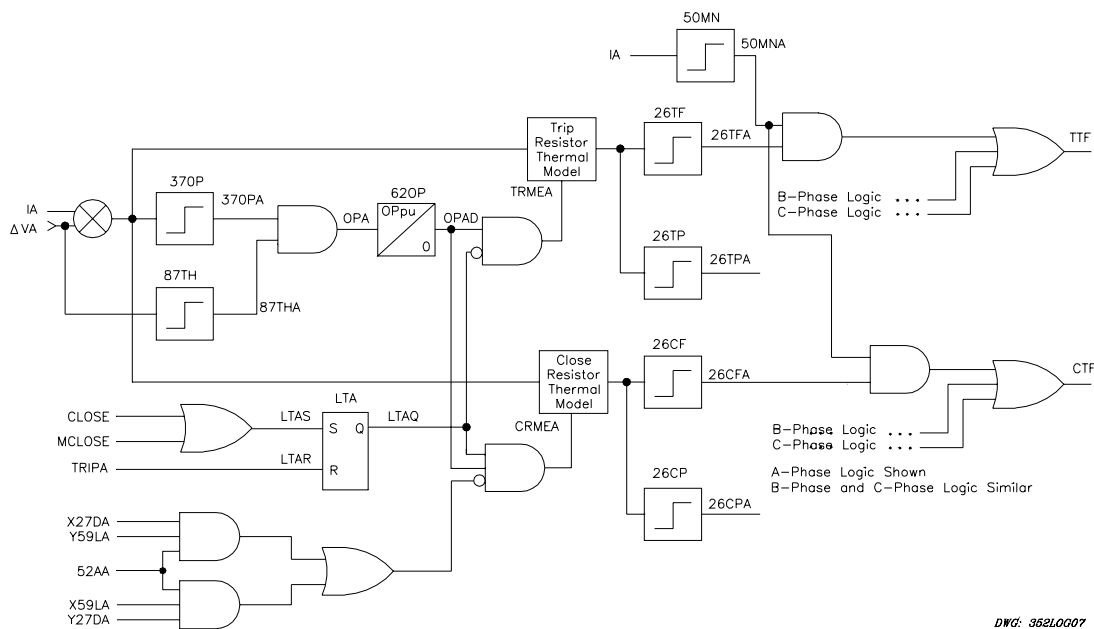 50MN
IA
50MNA
26TF
26TFA
TTF
Trip
Resistor
Thermal
Model
TRMEA
B-Phase Logic ...
C-Phase Logic ...
37OP
37OPA
IA
ΔVA
OPA
62OP
OPpu
0
OPAD
26TP
26TPA
87TH
87THA
26CF
26CFA
CTF
Close
Resistor
Thermal
Model
CRMEA
LTA
CLOSE
MCLOSE
LTAS
S Q
LTAQ
TRIPA
LTAR
R
B-Phase Logic ...
C-Phase Logic ...
A-Phase Logic Shown
B-Phase and C-Phase Logic Similar
26CP
26CPA
X27DA
Y59LA
52AA
X59LA
Y27DA
DWG: 352LOG07